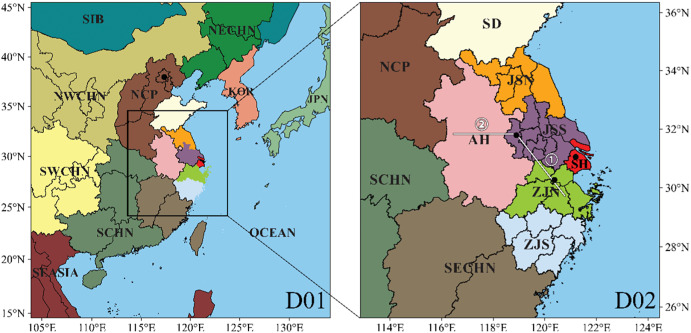 45°N
40°N
35°N
30°N
25°N
20°N
15°N
105°E 110°E 115°E 120°E 125°E 130°E
SIB
NECHN
NWCHN
NCP
KOR
JPN
SWCHN
SCHN
OCEAN
SEASIA
D01
36°N
34°N
32°N
30°N
28°N
26°N
114°E 116°E 118°E 120°E 122°E
SD
NCP
JSN
②
AH
JSS
①
SH
SCHN
ZJN
ZJS
SECHN
D02